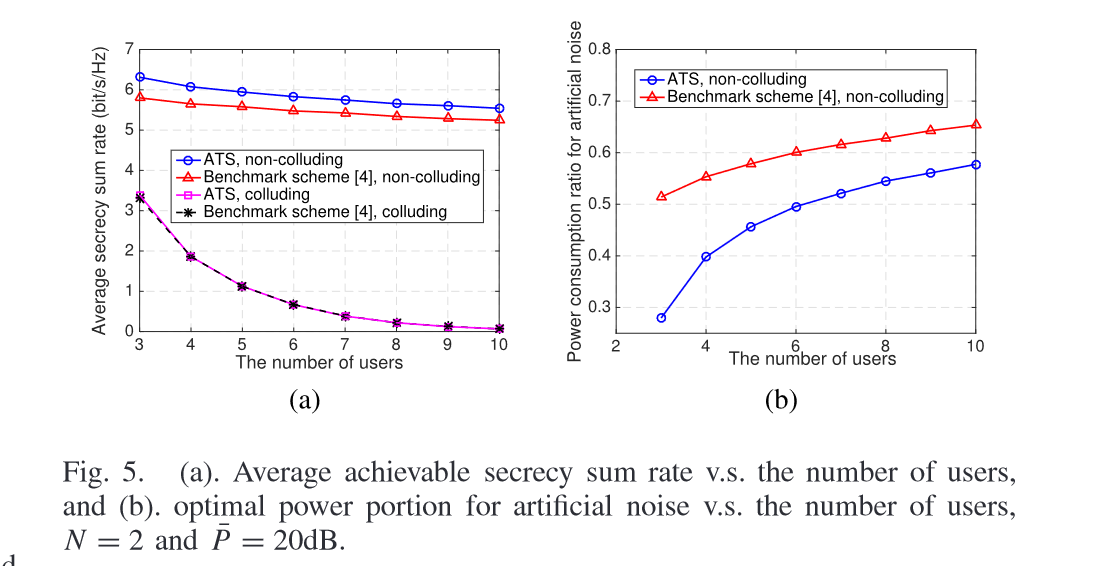 7
6
5
4
3
2
1
0
Average secrecy sum rate (bit/s/Hz)
ATS, non-colluding
Benchmark scheme [4], non-colluding
ATS, colluding
Benchmark scheme [4], colluding
3 4 5 6 7 8 9 10
The number of users
(a)
0.8
0.7
0.6
0.5
0.4
0.3
Power consumption ratio for artificial noise
ATS, non-colluding
Benchmark scheme [4], non-colluding
2 4 6 8 10
The number of users
(b)
Fig. 5. (a). Average achievable secrecy sum rate v.s. the number of users,
and (b). optimal power portion for artificial noise v.s. the number of users,
N = 2 and P̄ = 20dB.
d